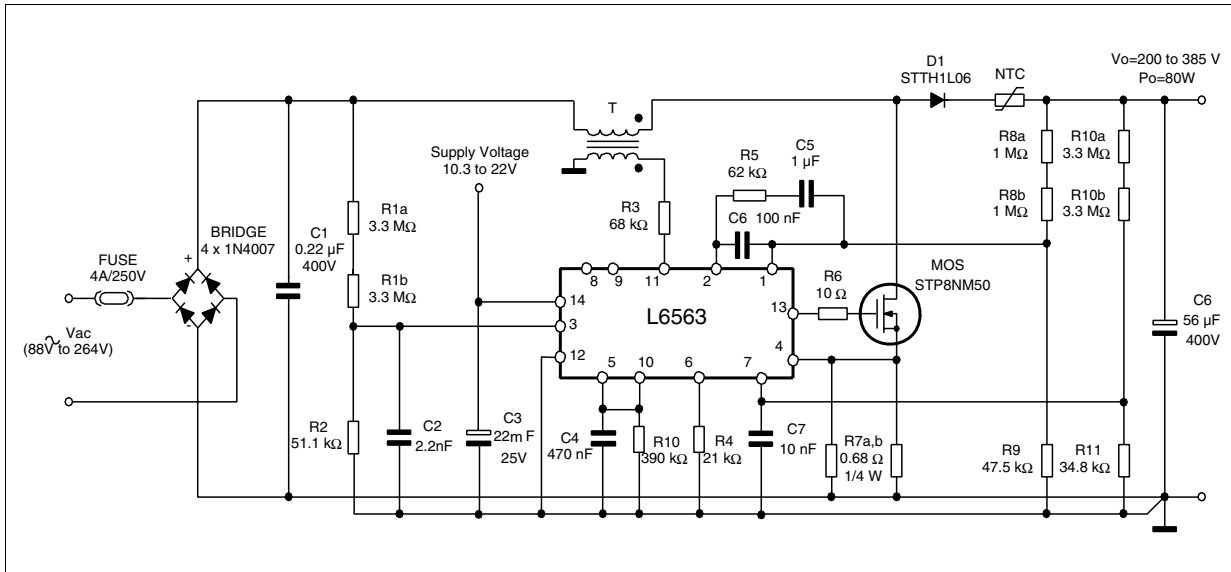 D1
STTH1L06
NTC
Vo=200 to 385 V
Po=80W
T
Supply Voltage
10.3 to 22V
R5
62 kΩ
C5
1 µF
R8a
1 MΩ
R10a
3.3 MΩ
R8b
1 MΩ
R10b
3.3 MΩ
R1a
3.3 MΩ
R3
68 kΩ
C6
100 nF
BRIDGE
4 x 1N4007
C1
0.22 µF
400V
FUSE
4A/250V
+
-
R1b
3.3 MΩ
8
9
11
2
1
MOS
STP8NM50
14
3
12
L6563
13
4
R6
10 Ω
C6
56 µF
400V
Vac
(88V to 264V)
5
10
6
7
R2
51.1 kΩ
C2
2.2nF
C3
22m F
25V
C4
470 nF
R10
390 kΩ
R4
21 kΩ
C7
10 nF
R7a,b
0.68 Ω
1/4 W
R9
47.5 kΩ
R11
34.8 kΩ